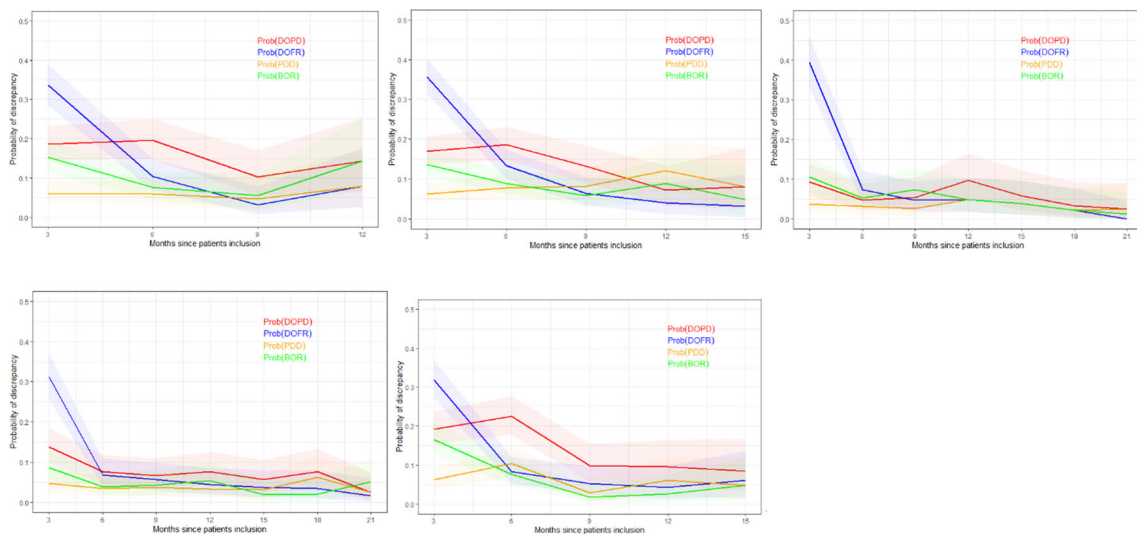 0.5
0.4
0.3
0.2
0.1
0.0
Probability of discrepancy
Prob(DOPD)
Prob(DOFR)
Prob(PDD)
Prob(BOR)
3 6 9 12
Months since patients inclusion
0.5
0.4
0.3
0.2
0.1
0.0
Probability of discrepancy
Prob(DOPD)
Prob(DOFR)
Prob(PDD)
Prob(BOR)
3 6 9 12 15
Months since patients inclusion
0.5
0.4
0.3
0.2
0.1
0.0
Probability of discrepancy
Prob(DOPD)
Prob(DOFR)
Prob(PDD)
Prob(BOR)
3 6 9 12 15 18 21
Months since patients inclusion
0.5
0.4
0.3
0.2
0.1
0.0
Probability of discrepancy
Prob(DOPD)
Prob(DOFR)
Prob(PDD)
Prob(BOR)
3 6 9 12 15 18 21
Months since patients inclusion
0.5
0.4
0.3
0.2
0.1
0.0
Probability of discrepancy
Prob(DOPD)
Prob(DOFR)
Prob(PDD)
Prob(BOR)
3 6 9 12 15
Months since patients inclusion